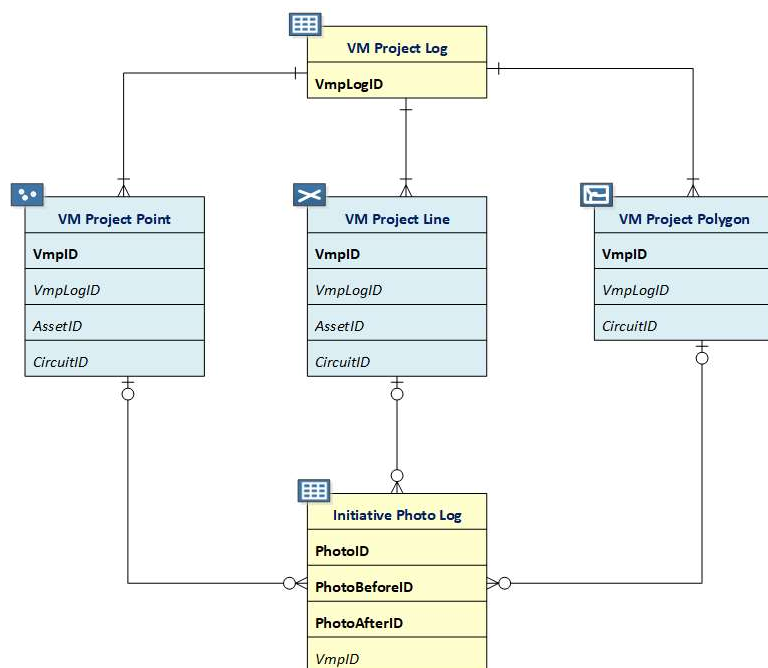 VM Project Log
VmpLogID
VM Project Point
VmpID
VmpLogID
AssetID
CircuitID
VM Project Line
VmpID
VmpLogID
AssetID
CircuitID
VM Project Polygon
VmpID
VmpLogID
CircuitID
Initiative Photo Log
PhotoID
PhotoBeforeID
PhotoAfterID
VmpID